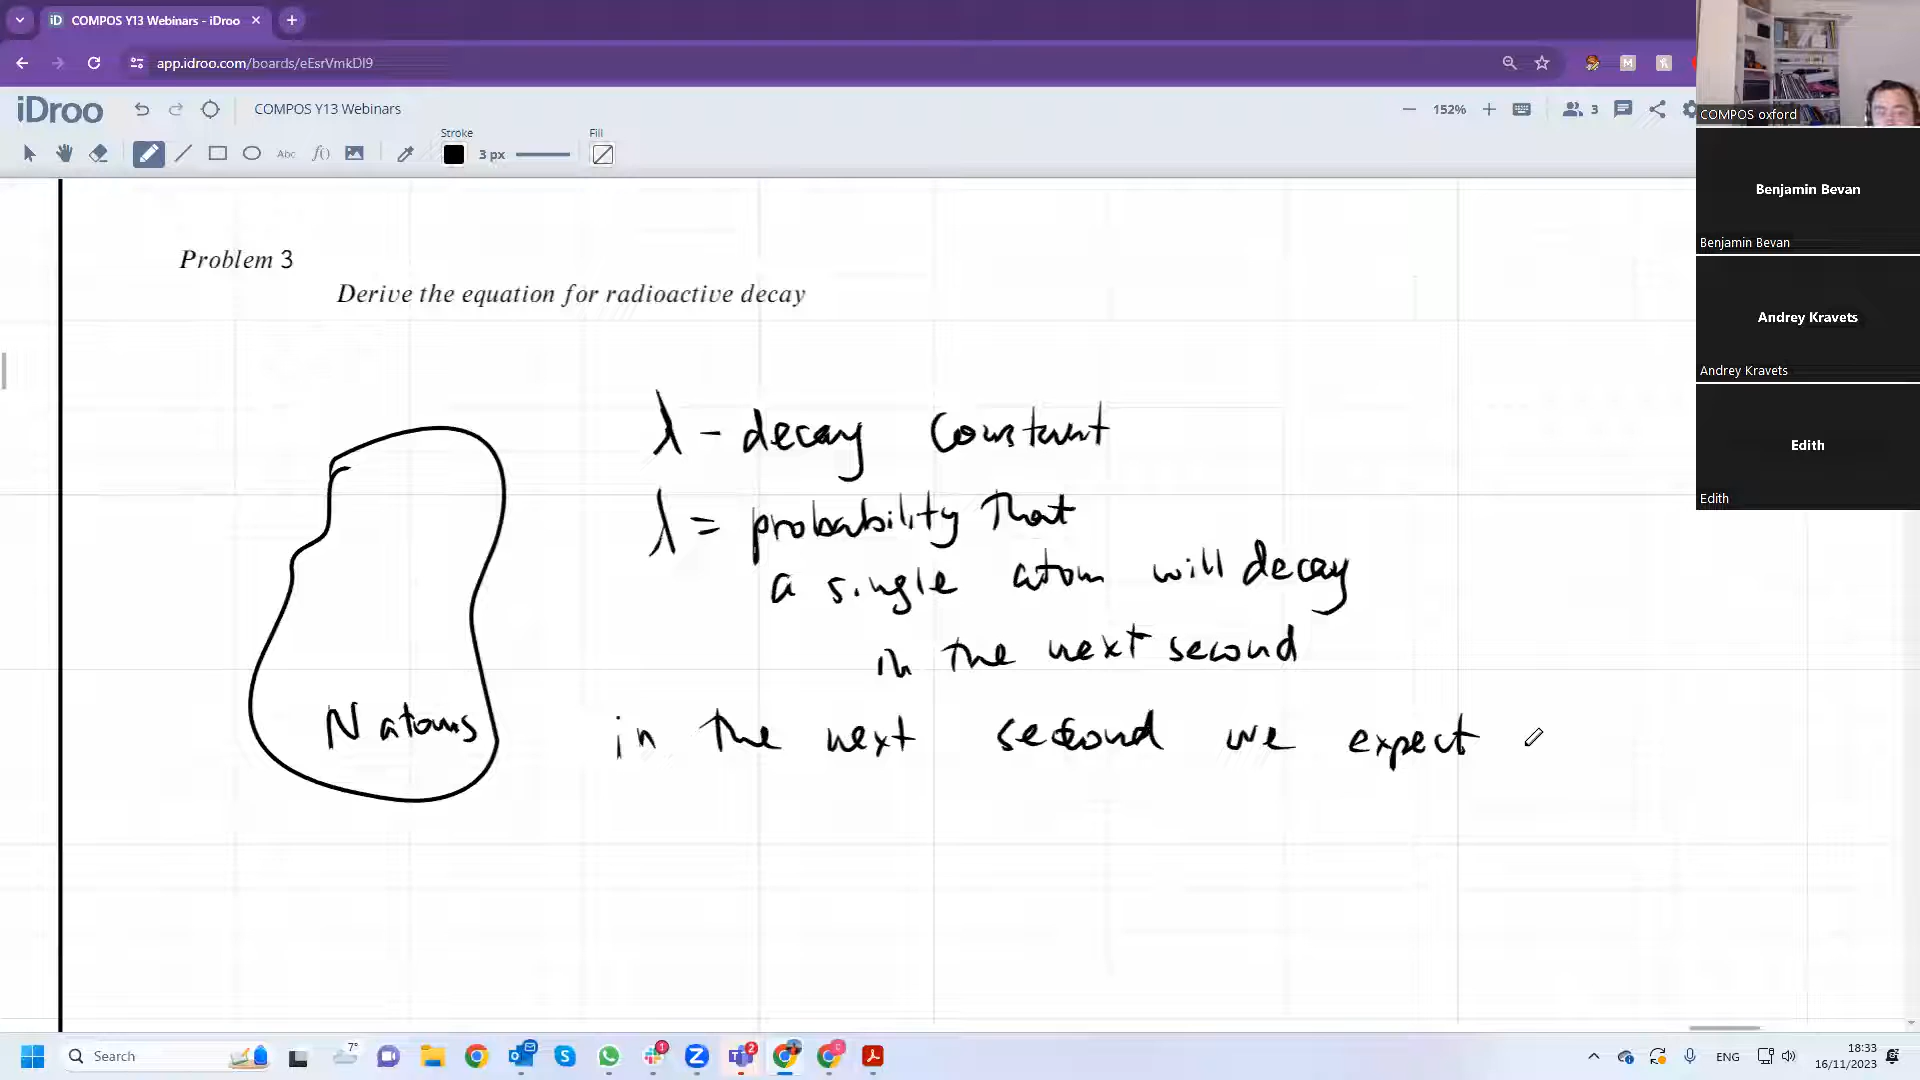 COMPOS Y13 Webinars - iDroo
app.idroo.com/boards/eEsrVmkDl9
iDroo
COMPOS Y13 Webinars
152%
3
Stroke
Fill
Abc
f()
3 px
COMPOS oxford
Benjamin Bevan
Benjamin Bevan
Andrey Kravets
Andrey Kravets
Edith
Edith
Problem 3
Derive the equation for radioactive decay
λ - decay constant
λ = probability that
a single atom will decay
in the next second
N atoms
in the next second we expect
Search
7°
ENG
18:33
16/11/2023